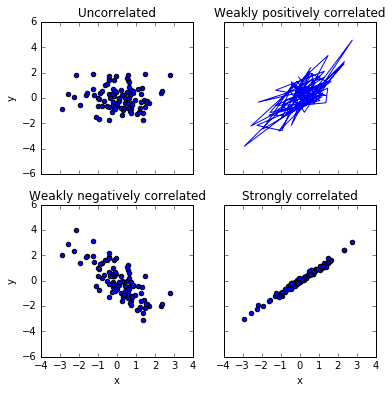 Uncorrelated
6
4
2
0
−2
−4
−6
y
Weakly positively correlated
Weakly negatively correlated
6
4
2
0
−2
−4
−6
y
−4 −3 −2 −1 0 1 2 3 4
x
Strongly correlated
−4 −3 −2 −1 0 1 2 3 4
x